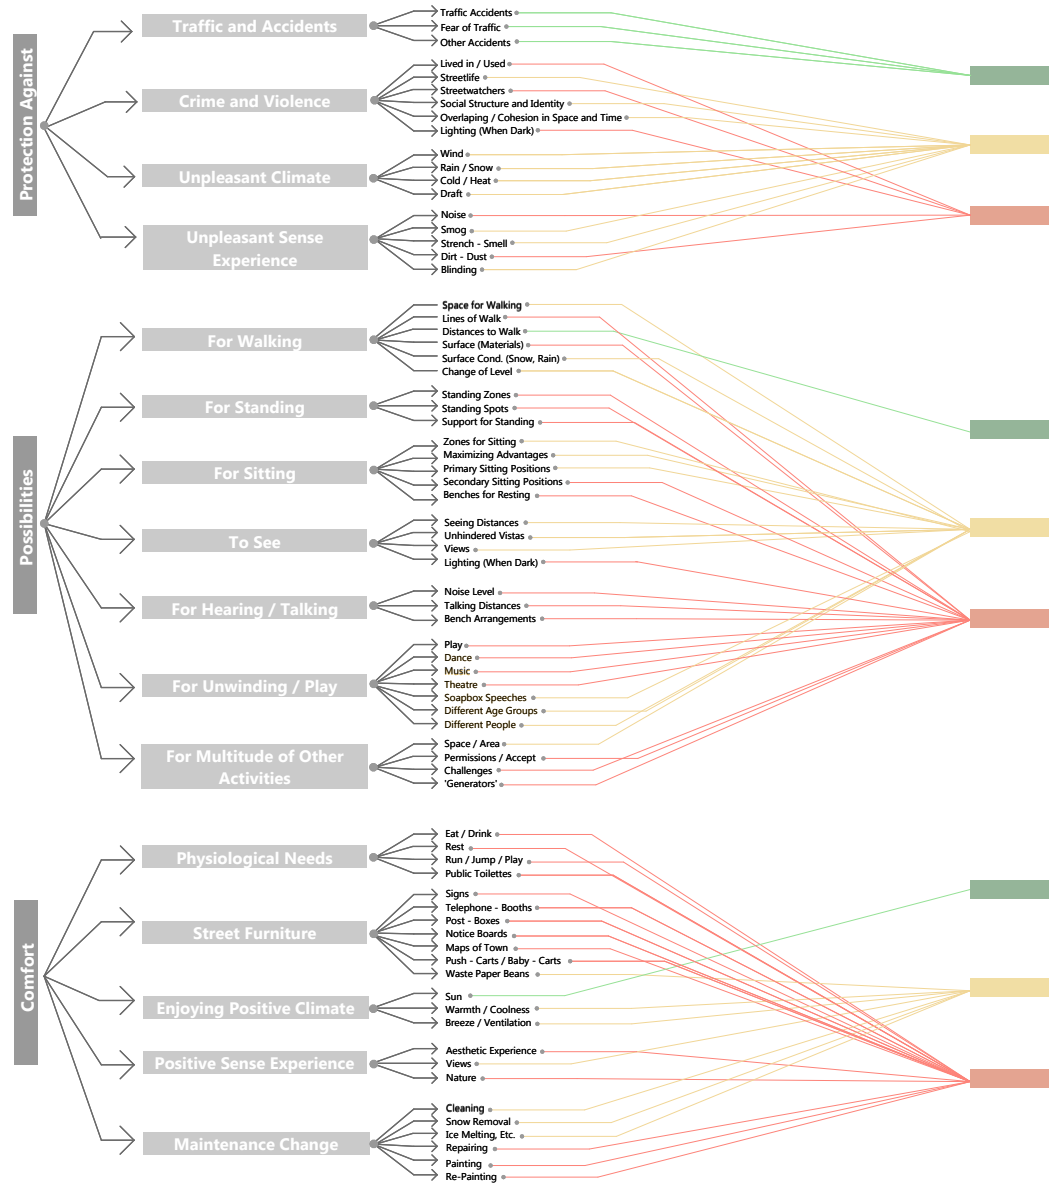 Protection Against
Traffic and Accidents
Traffic Accidents
Fear of Traffic
Other Accidents
Crime and Violence
Lived in / Used
Streetlife
Streetwatchers
Social Structure and Identity
Overlaping / Cohesion in Space and Time
Lighting (When Dark)
Unpleasant Climate
Wind
Rain / Snow
Cold / Heat
Draft
Unpleasant Sense
Experience
Noise
Smog
Strench - Smell
Dirt - Dust
Blinding
Possibilities
For Walking
Space for Walking
Lines of Walk
Distances to Walk
Surface (Materials)
Surface Cond. (Snow, Rain)
Change of Level
For Standing
Standing Zones
Standing Spots
Support for Standing
For Sitting
Zones for Sitting
Maximizing Advantages
Primary Sitting Positions
Secondary Sitting Positions
Benches for Resting
To See
Seeing Distances
Unhindered Vistas
Views
Lighting (When Dark)
For Hearing / Talking
Noise Level
Talking Distances
Bench Arrangements
For Unwinding / Play
Play
Dance
Music
Theatre
Soapbox Speeches
Different Age Groups
Different People
For Multitude of Other
Activities
Space / Area
Permissions / Accept
Challenges
'Generators'
Comfort
Physiological Needs
Eat / Drink
Rest
Run / Jump / Play
Public Toilettes
Street Furniture
Signs
Telephone - Booths
Post - Boxes
Notice Boards
Maps of Town
Push - Carts / Baby - Carts
Waste Paper Beans
Enjoying Positive Climate
Sun
Warmth / Coolness
Breeze / Ventilation
Positive Sense Experience
Aesthetic Experience
Views
Nature
Maintenance Change
Cleaning
Snow Removal
Ice Melting, Etc.
Repairing
Painting
Re-Painting